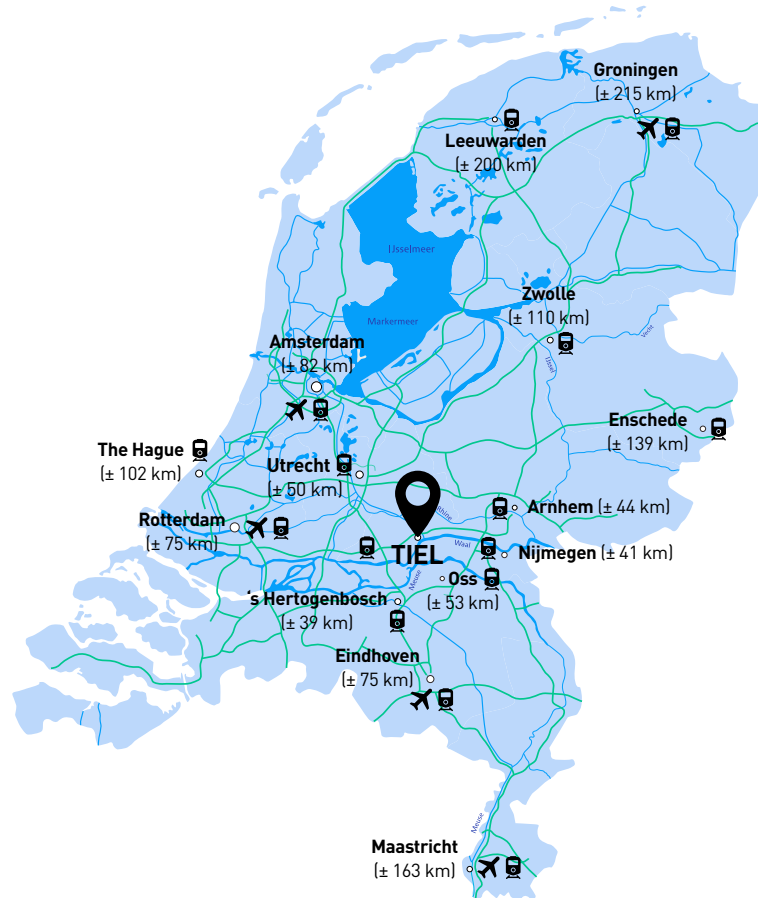 Groningen
(± 215 km)
Leeuwarden
(± 200 km)
IJsselmeer
Zwolle
(± 110 km)
Markermeer
Vecht
Amsterdam
(± 82 km)
IJssel
Enschede
(± 139 km)
The Hague
(± 102 km)
Utrecht
(± 50 km)
Arnhem (± 44 km)
Rhine
Rotterdam
(± 75 km)
TIEL
Waal
Nijmegen (± 41 km)
Meuse
Oss
(± 53 km)
's Hertogenbosch
(± 39 km)
Eindhoven
(± 75 km)
Meuse
Maastricht
(± 163 km)